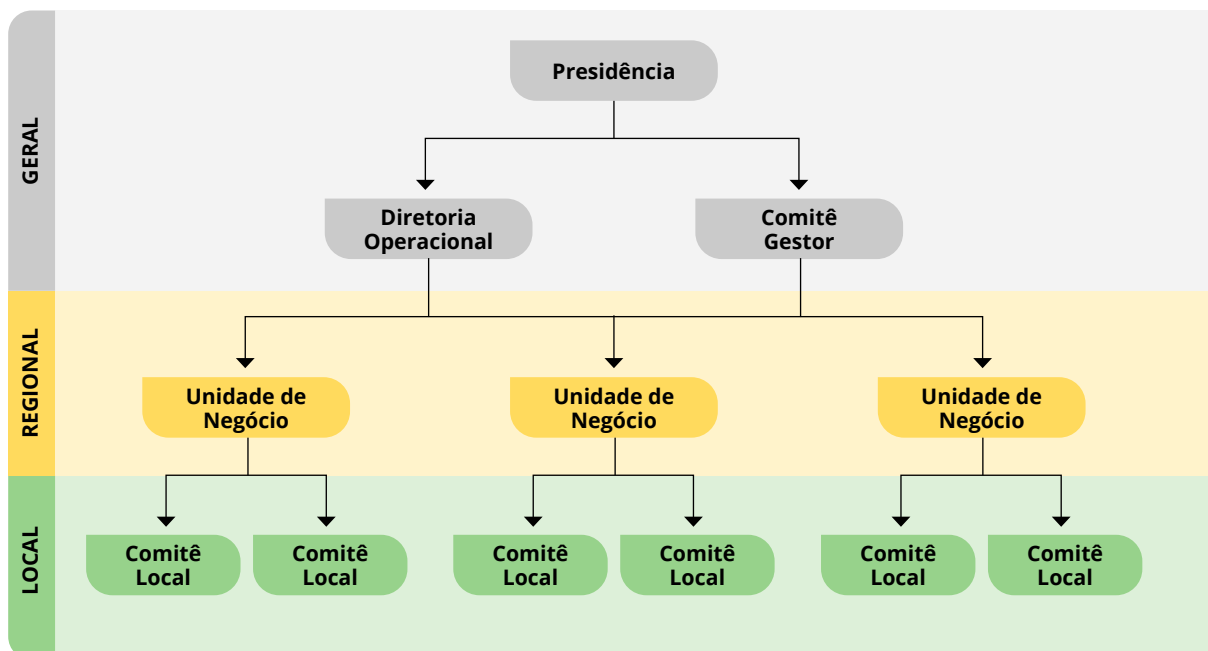 GERAL
Presidência
Diretoria
Operacional
Comitê
Gestor
REGIONAL
Unidade de
Negócio
Unidade de
Negócio
Unidade de
Negócio
LOCAL
Comitê
Local
Comitê
Local
Comitê
Local
Comitê
Local
Comitê
Local
Comitê
Local